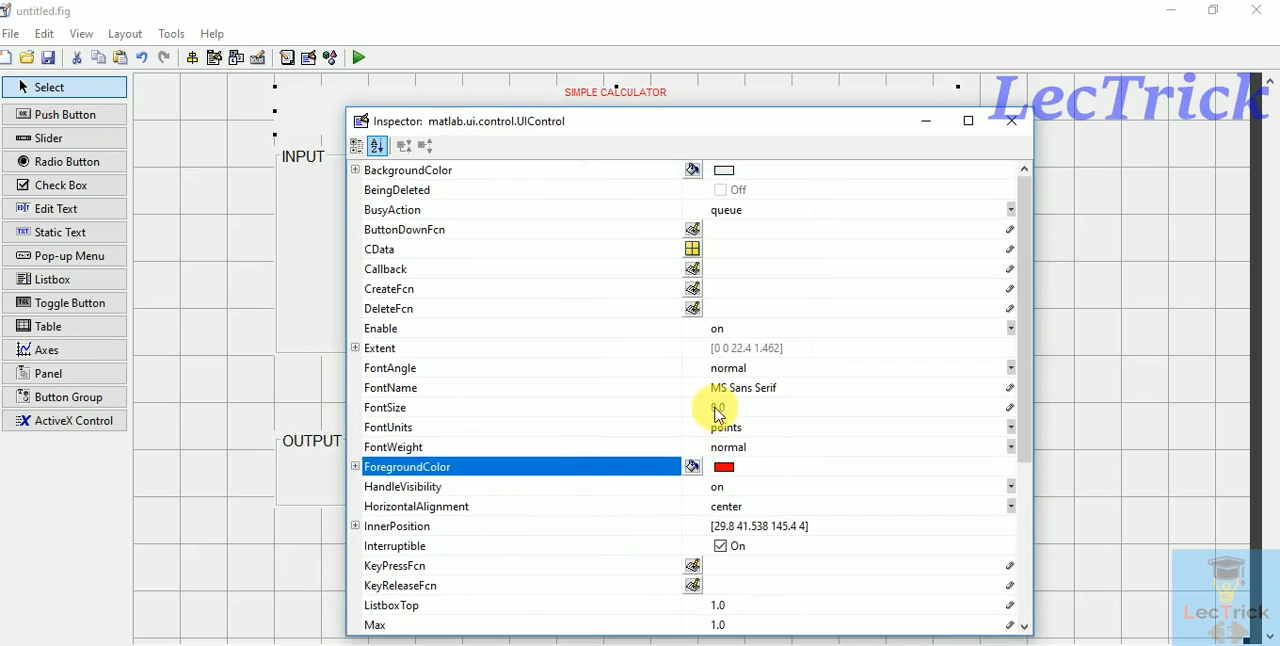 untitled.fig
File Edit View Layout Tools Help
Select
Push Button
Slider
Radio Button
Check Box
Edit Text
Static Text
Pop-up Menu
Listbox
Toggle Button
Table
Axes
Panel
Button Group
ActiveX Control
SIMPLE CALCULATOR
LecTrick
INPUT
OUTPUT
Inspector: matlab.ui.control.UIControl
BackgroundColor
BeingDeleted Off
BusyAction queue
ButtonDownFcn
CData
Callback
CreateFcn
DeleteFcn
Enable on
Extent [0 0 22.4 1.462]
FontAngle normal
FontName MS Sans Serif
FontSize 8.0
FontUnits points
FontWeight normal
ForegroundColor
HandleVisibility on
HorizontalAlignment center
InnerPosition [29.8 41.538 145.4 4]
Interruptible On
KeyPressFcn
KeyReleaseFcn
ListboxTop 1.0
Max 1.0
LecTrick